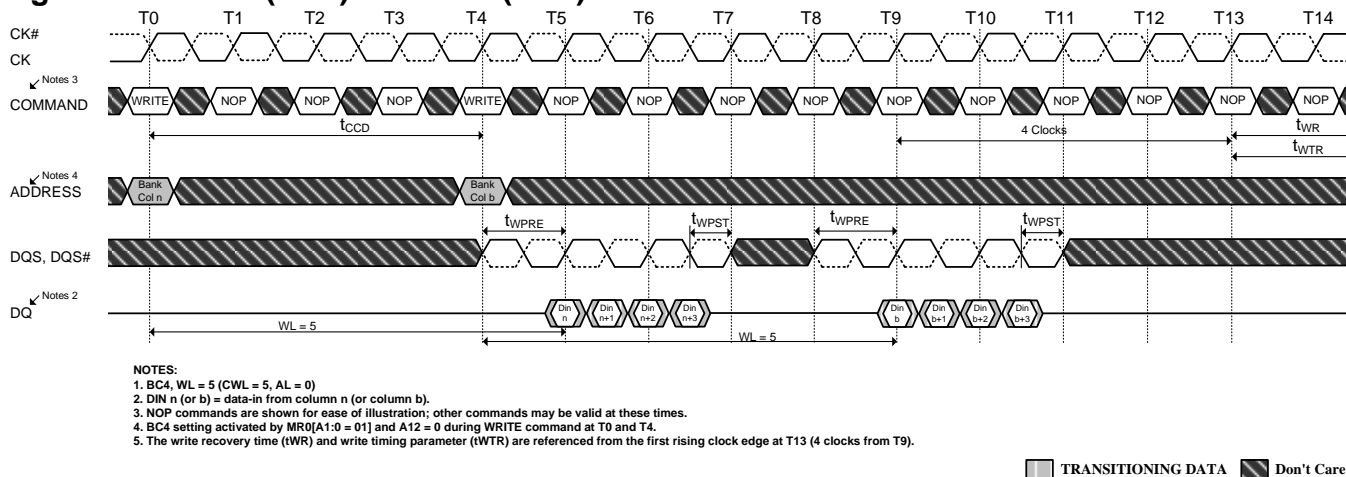 T0 T1 T2 T3 T4 T5 T6 T7 T8 T9 T10 T11 T12 T13 T14
CK#
CK
Notes 3
COMMAND WRITE NOP NOP NOP WRITE NOP NOP NOP NOP NOP NOP NOP NOP NOP NOP
tCCD 4 Clocks tWR
tWTR
Notes 4
ADDRESS Bank Col n Bank Col b
tWPRE tWPST tWPRE tWPST
DQS, DQS#
Notes 2
DQ Din n Din n+1 Din n+2 Din n+3 Din b Din b+1 Din b+2 Din b+3
WL = 5 WL = 5
NOTES:
1. BC4, WL = 5 (CWL = 5, AL = 0)
2. DIN n (or b) = data-in from column n (or column b).
3. NOP commands are shown for ease of illustration; other commands may be valid at these times.
4. BC4 setting activated by MR0[A1:0 = 01] and A12 = 0 during WRITE command at T0 and T4.
5. The write recovery time (tWR) and write timing parameter (tWTR) are referenced from the first rising clock edge at T13 (4 clocks from T9).
TRANSITIONING DATA Don't Care